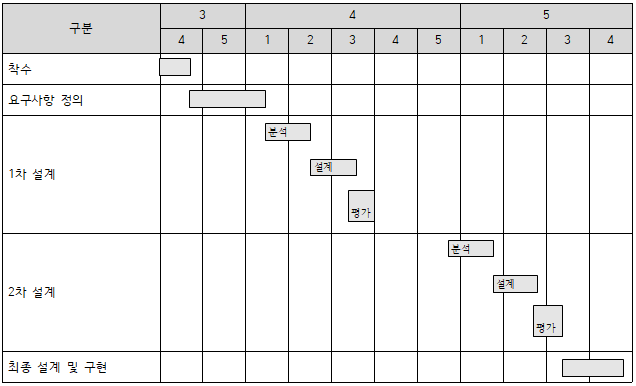 구분 3 4 5
4 5 1 2 3 4 5 1 2 3 4
착수
요구사항 정의
분석
설계
1차 설계
평가
분석
설계
2차 설계
평가
최종 설계 및 구현